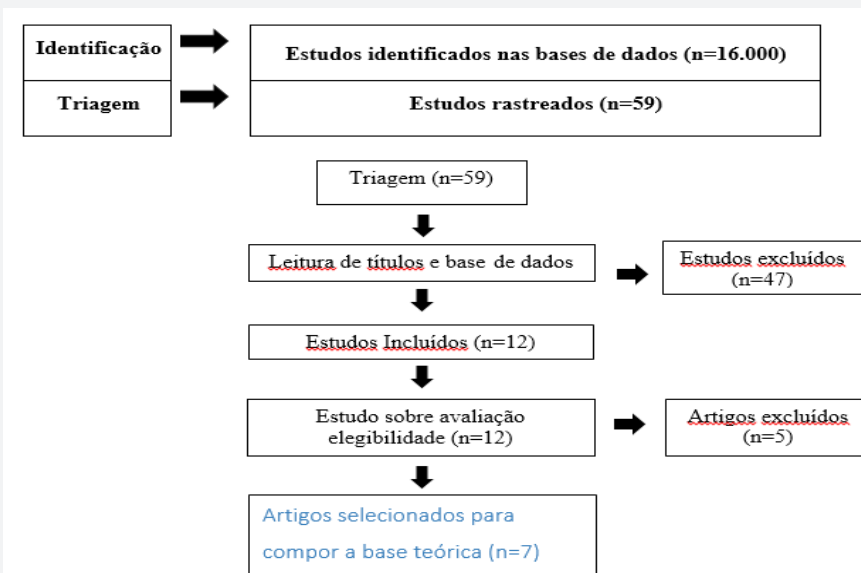 Identificação
Estudos identificados nas bases de dados (n=16.000)
Triagem
Estudos rastreados (n=59)
Triagem (n=59)
Leitura de títulos e base de dados
Estudos excluídos
(n=47)
Estudos Incluídos (n=12)
Estudo sobre avaliação
elegibilidade (n=12)
Artigos excluídos
(n=5)
Artigos selecionados para
compor a base teórica (n=7)